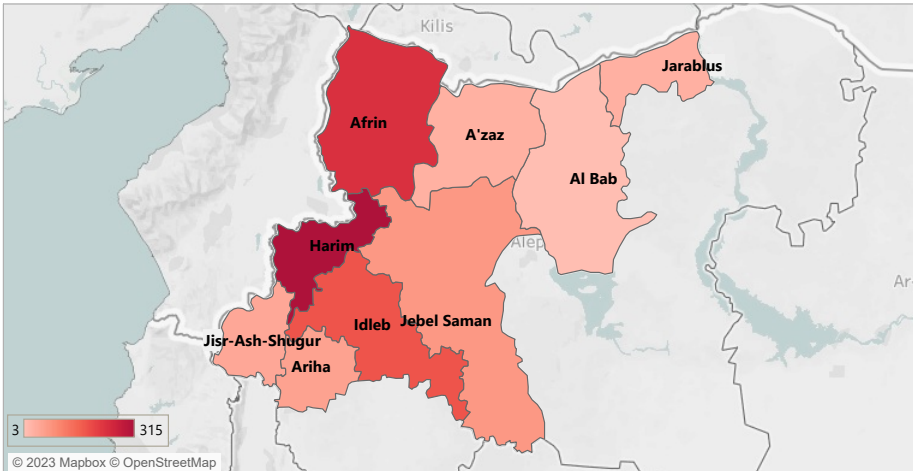 Kilis
Jarablus
Afrin
A'zaz
Al Bab
Harim
Alep
Ar-
Jisr-Ash-Shugur
Idleb
Jebel Saman
Ariha
3
315
© 2023 Mapbox © OpenStreetMap